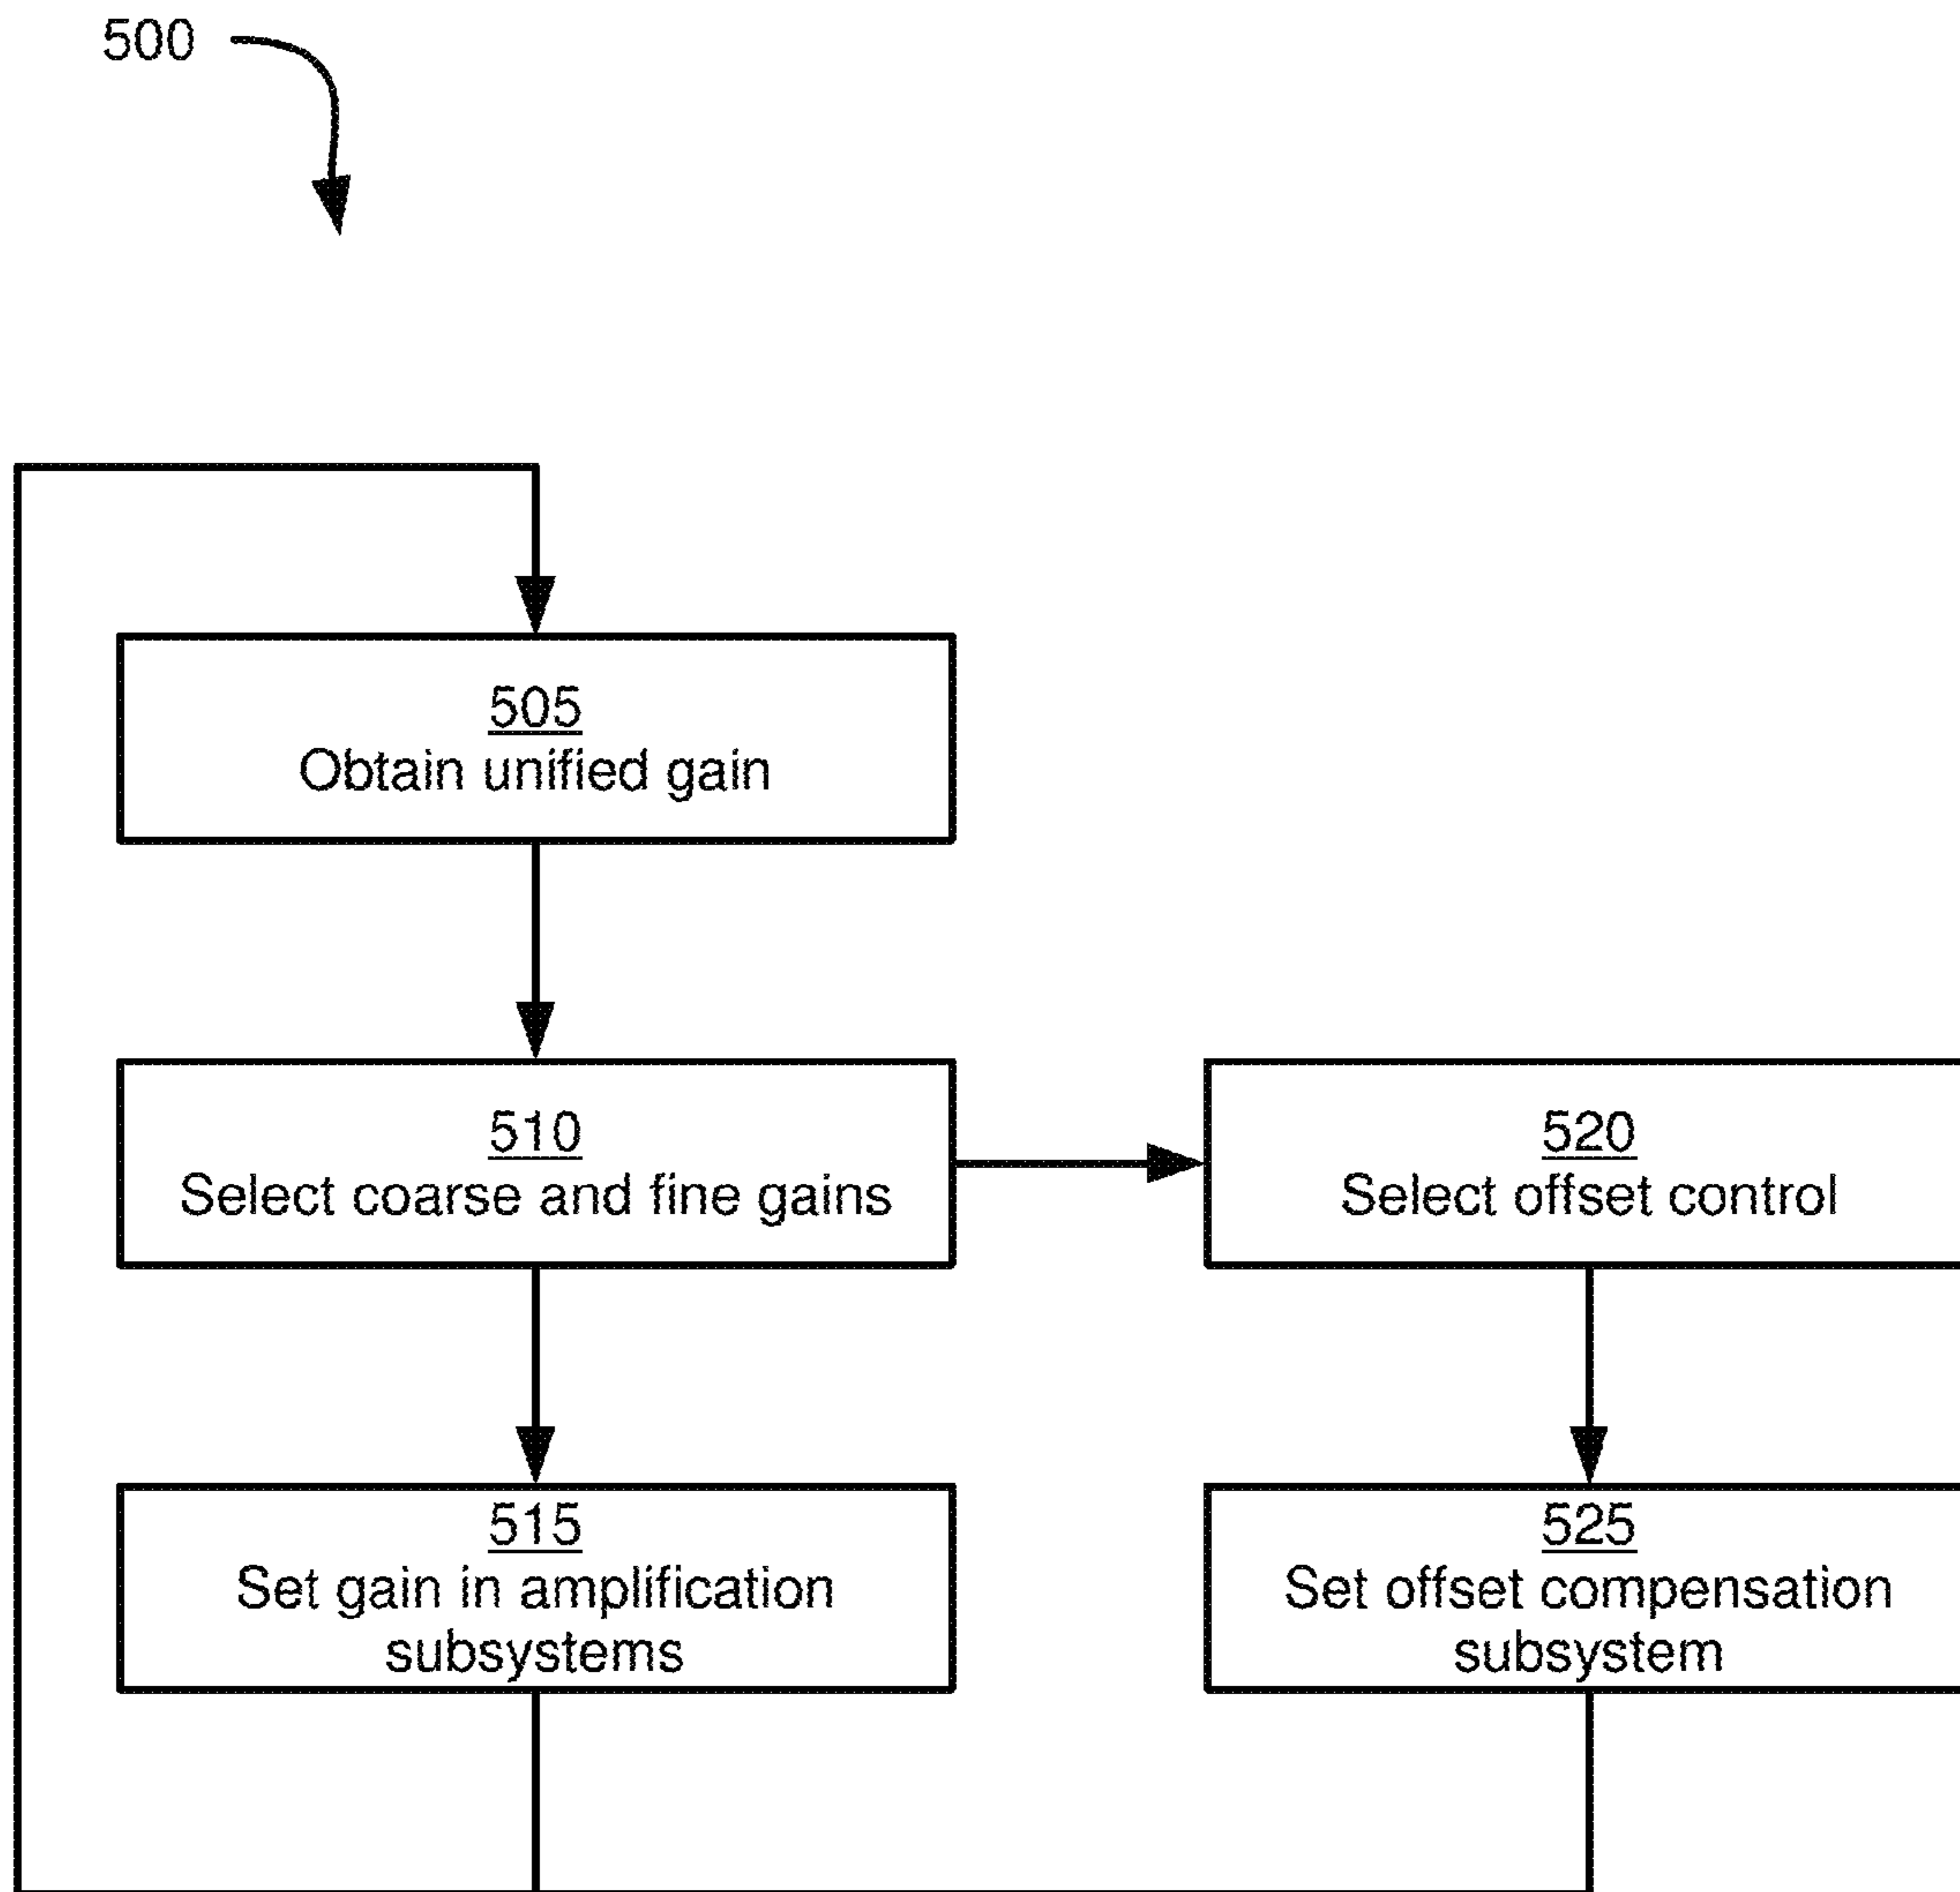 500
505
Obtain unified gain
510
Select coarse and fine gains
520
Select offset control
515
Set gain in amplification
subsystems
525
Set offset compensation
subsystem